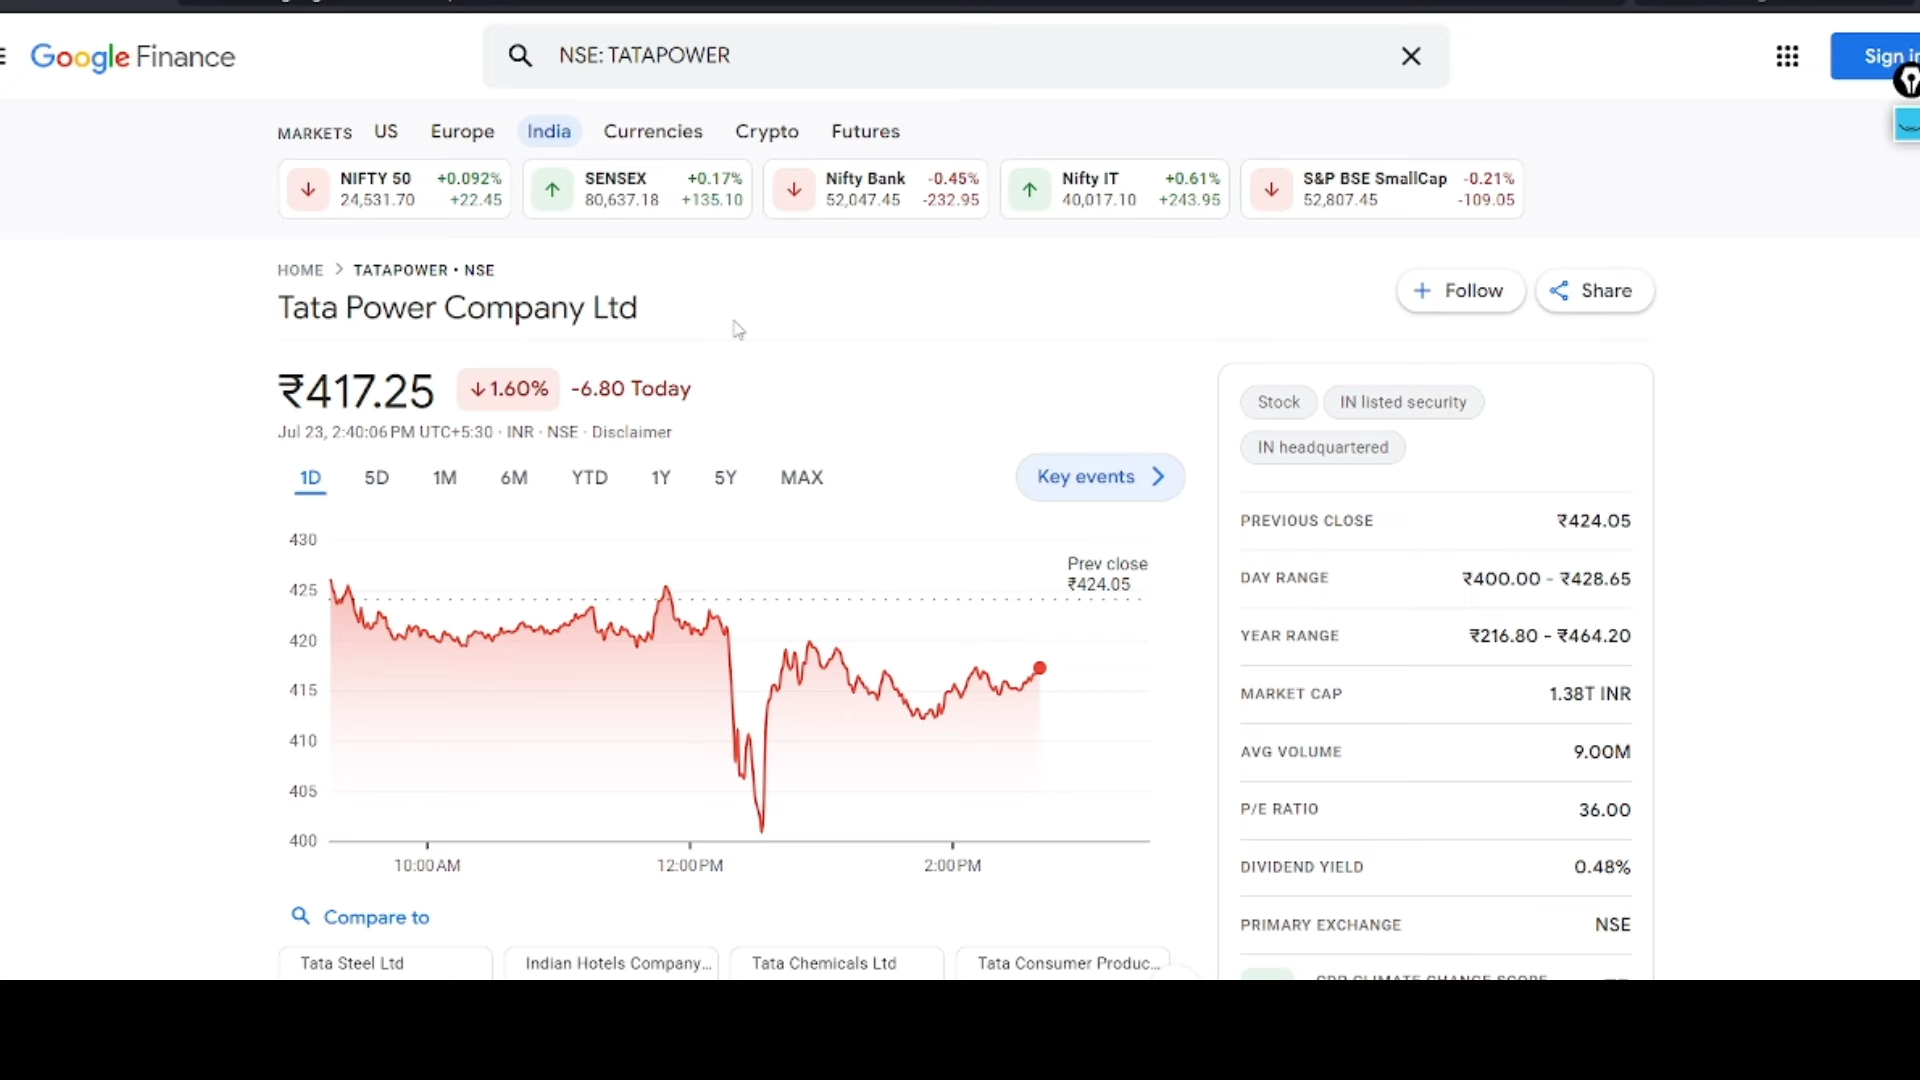 Google Finance
NSE: TATAPOWER
Sign in
MARKETS US Europe India Currencies Crypto Futures
NIFTY 50 +0.092%
24,531.70 +22.45
SENSEX +0.17%
80,637.18 +135.10
Nifty Bank -0.45%
52,047.45 -232.95
Nifty IT +0.61%
40,017.10 +243.95
S&P BSE SmallCap -0.21%
52,807.45 -109.05
HOME > TATAPOWER • NSE
Tata Power Company Ltd
Follow
Share
₹417.25 ↓1.60% -6.80 Today
Jul 23, 2:40:06 PM UTC+5:30 · INR · NSE · Disclaimer
1D 5D 1M 6M YTD 1Y 5Y MAX
Key events
430
425
420
415
410
405
400
Prev close
₹424.05
10:00 AM 12:00 PM 2:00 PM
Compare to
Tata Steel Ltd
Indian Hotels Company...
Tata Chemicals Ltd
Tata Consumer Produc...
Stock IN listed security
IN headquartered
PREVIOUS CLOSE ₹424.05
DAY RANGE ₹400.00 - ₹428.65
YEAR RANGE ₹216.80 - ₹464.20
MARKET CAP 1.38T INR
AVG VOLUME 9.00M
P/E RATIO 36.00
DIVIDEND YIELD 0.48%
PRIMARY EXCHANGE NSE
CDP CLIMATE CHANGE SCORE